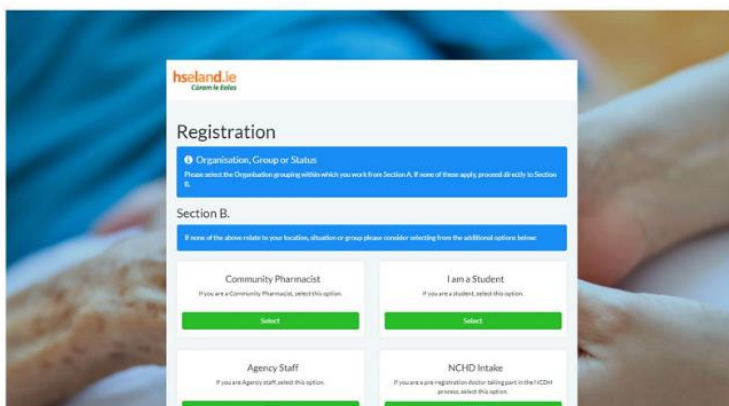 hseland.ie
Cáram le Eolas
Registration
Organisation, Group or Status
Please select the Organisation grouping within which you work from Section A. If none of these apply, proceed directly to Section
B.
Section B.
If none of the above relate to your location, situation or group please consider selecting from the additional options below:
Community Pharmacist
If you are a Community Pharmacist, select this option.
Select
I am a Student
If you are a student, select this option.
Select
Agency Staff
If you are Agency staff, select this option.
NCHD Intake
If you are a pre registration doctor taking part in the NCDH
process, select this option.